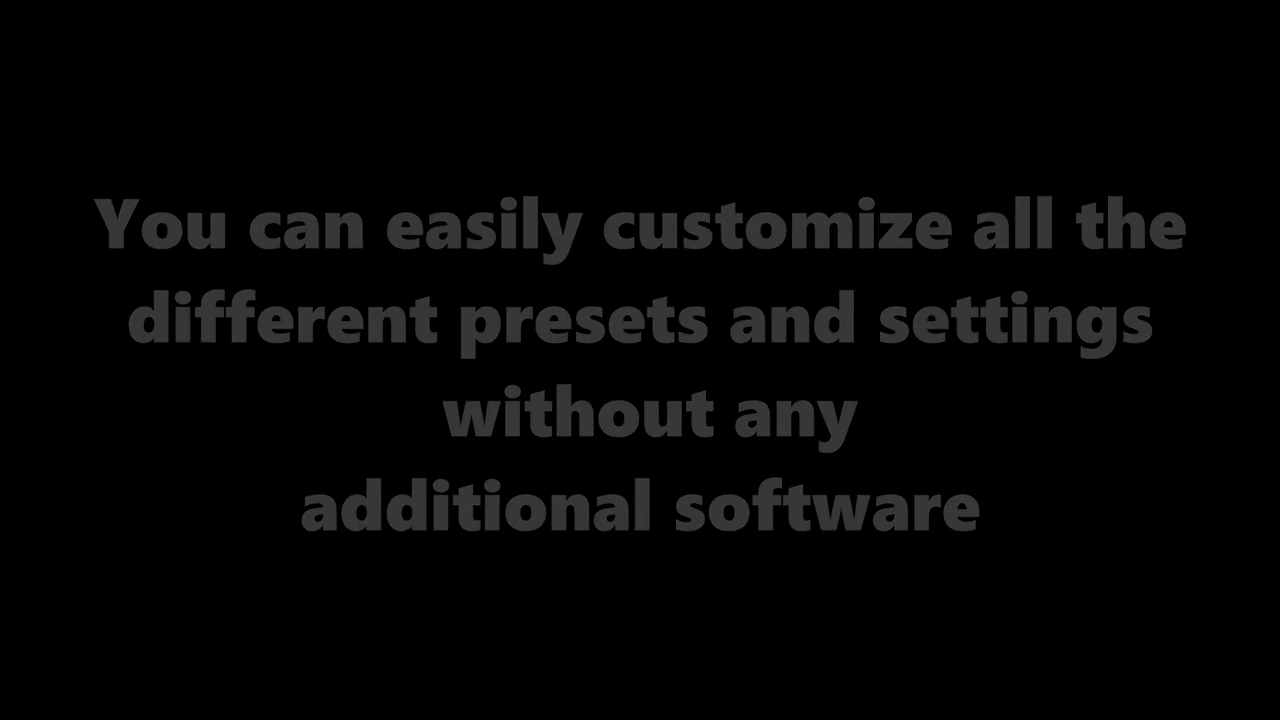 You can easily customize all the
different presets and settings
without any
additional software